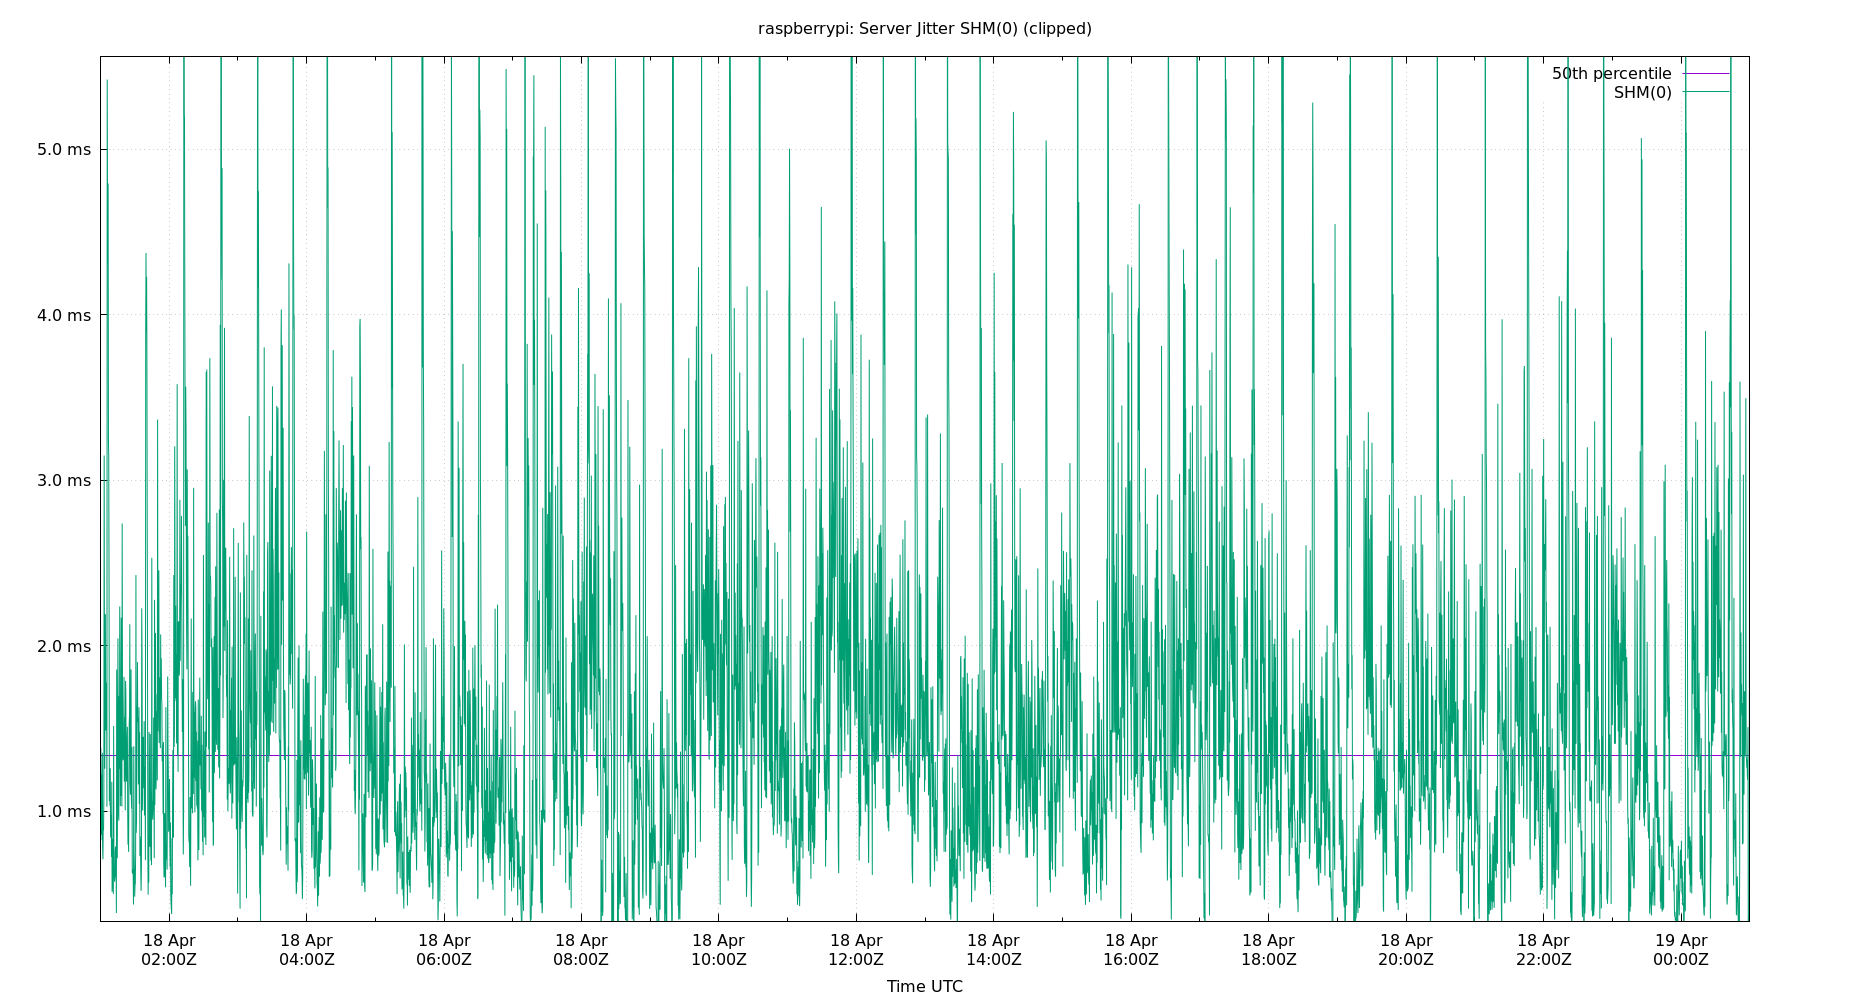 raspberrypi: Server Jitter SHM(0) (clipped)
50th percentile
SHM(0)
5.0 ms
4.0 ms
3.0 ms
2.0 ms
1.0 ms
18 Apr 18 Apr 18 Apr 18 Apr 18 Apr 18 Apr 18 Apr 18 Apr 18 Apr 18 Apr 18 Apr 19 Apr
02:00Z 04:00Z 06:00Z 08:00Z 10:00Z 12:00Z 14:00Z 16:00Z 18:00Z 20:00Z 22:00Z 00:00Z
Time UTC